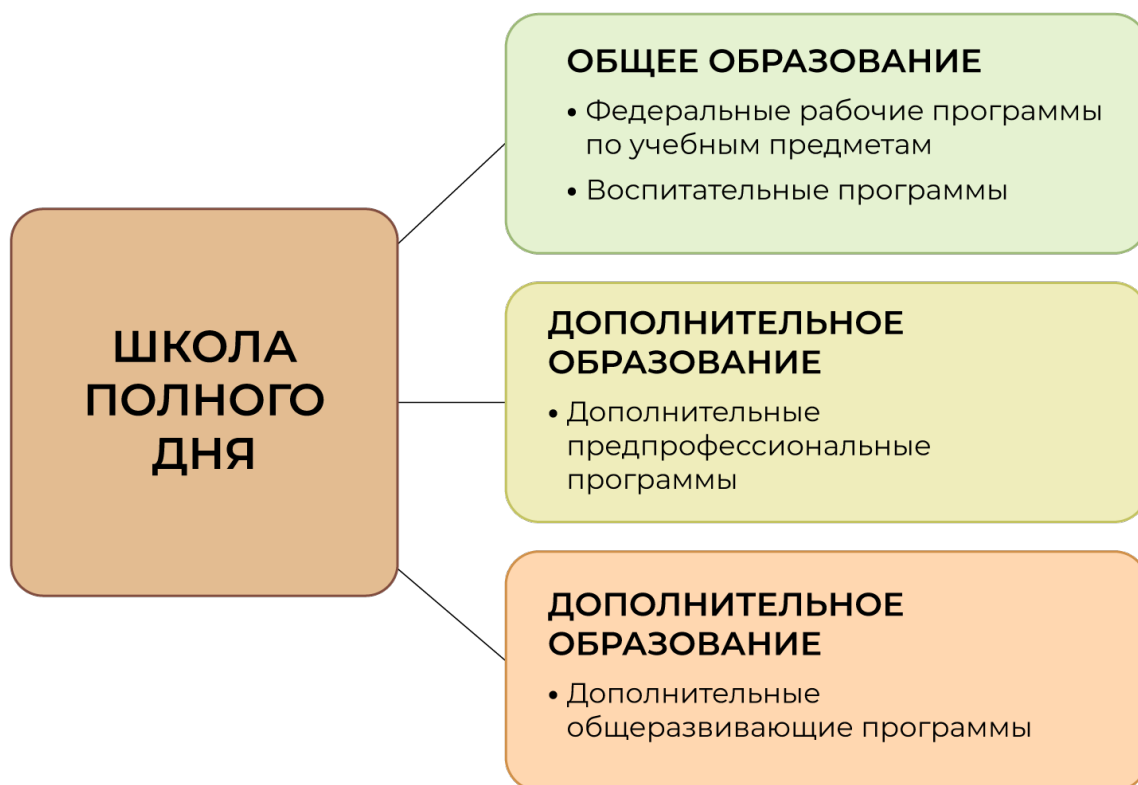 ШКОЛА
ПОЛНОГО
ДНЯ
ОБЩЕЕ ОБРАЗОВАНИЕ
• Федеральные рабочие программы
по учебным предметам
• Воспитательные программы
ДОПОЛНИТЕЛЬНОЕ
ОБРАЗОВАНИЕ
• Дополнительные
предпрофессиональные
программы
ДОПОЛНИТЕЛЬНОЕ
ОБРАЗОВАНИЕ
• Дополнительные
общеразвивающие программы